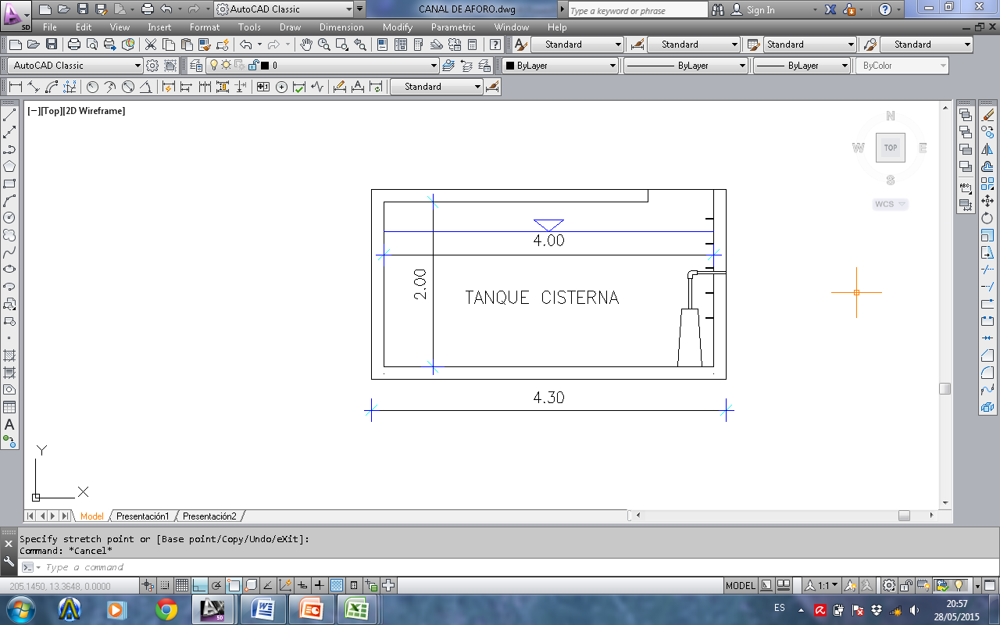 AutoCAD Classic
CANAL DE AFORO.dwg
Type a keyword or phrase
Sign In
SD
File Edit View Insert Format Tools Draw Dimension Modify Parametric Window Help
Standard Standard Standard Standard
AutoCAD Classic 0 ByLayer ByLayer ByLayer ByColor
Standard
[−][Top][2D Wireframe]
N
W TOP E
S
WCS
4.00
2.00
TANQUE CISTERNA
4.30
ABC
A
Y
X
Model Presentación1 Presentación2
Specify stretch point or [Base point/Copy/Undo/eXit]:
Command: *Cancel*
Type a command
205.1450, 13.3648, 0.0000 MODEL 1:1
ES 20:57
28/05/2015